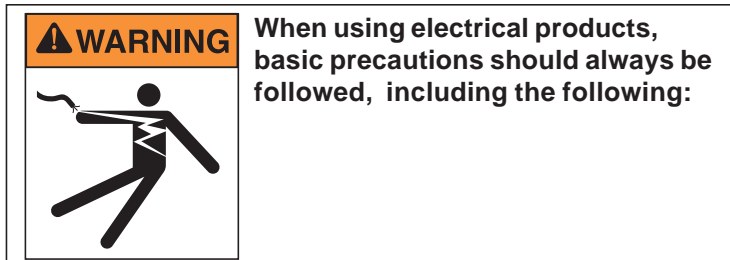 WARNING
When using electrical products,
basic precautions should always be
followed, including the following: